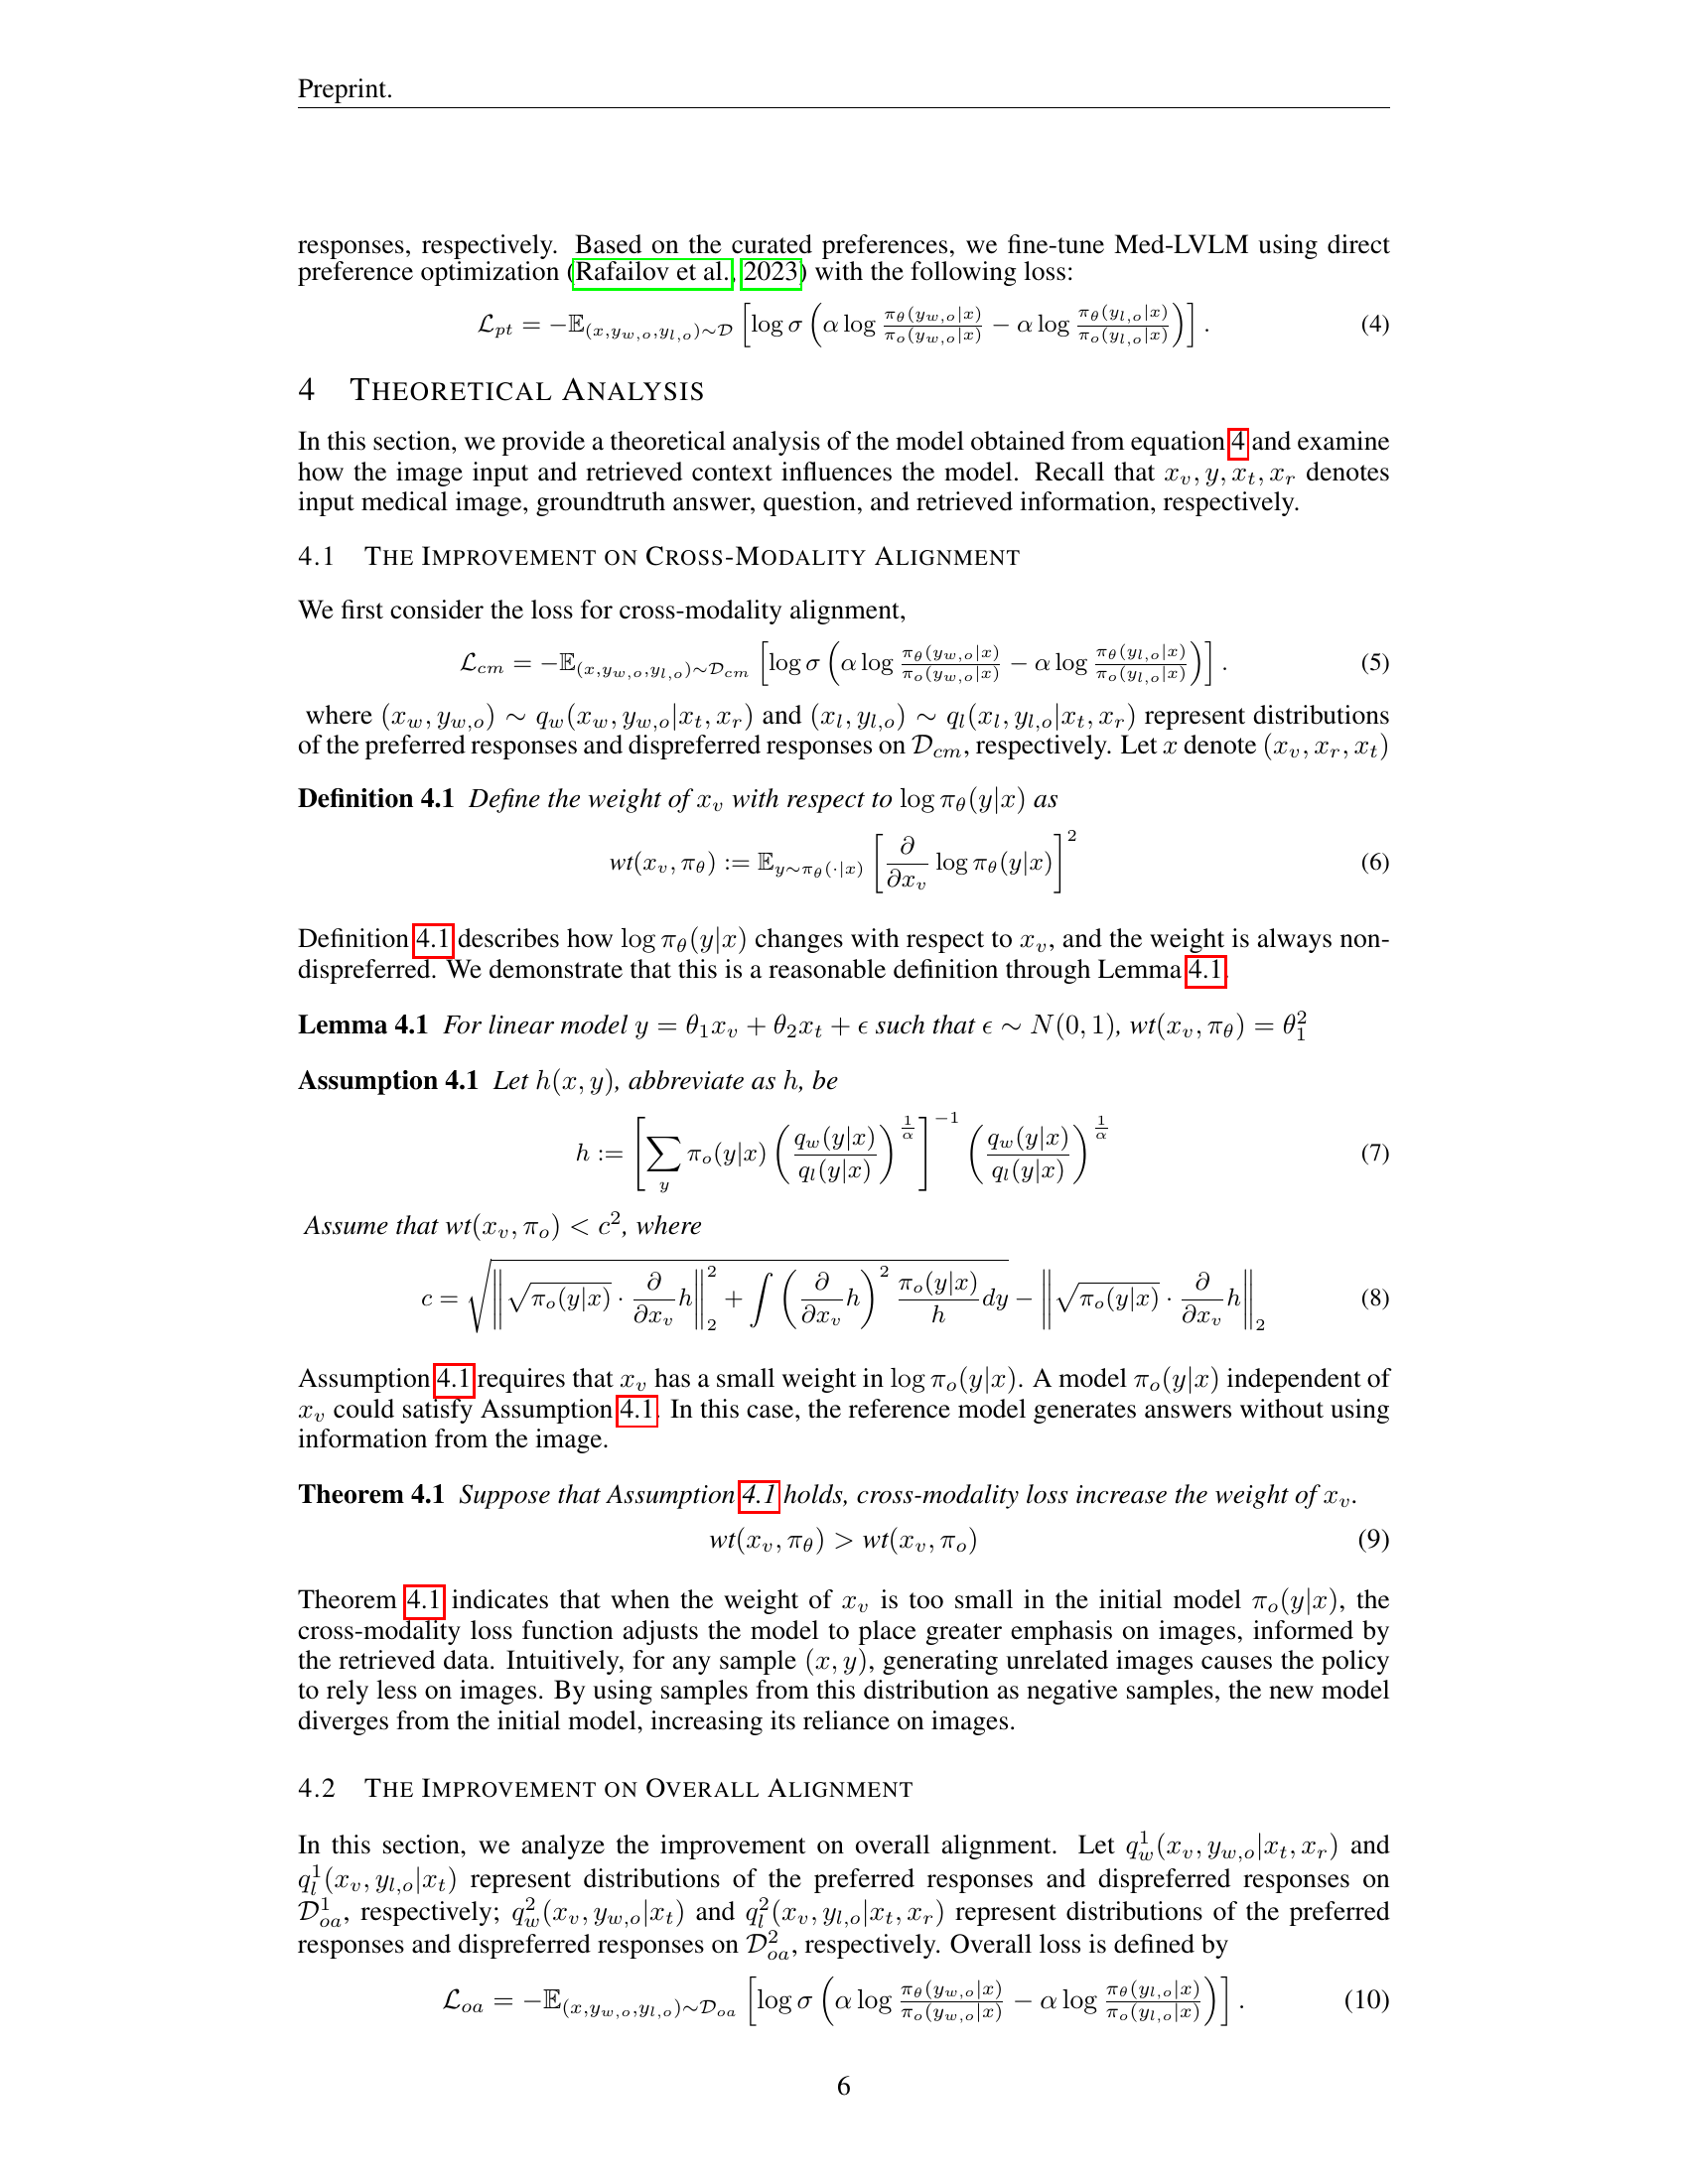 Preprint.
responses, respectively. Based on the curated preferences, we fine-tune Med-LVLM using direct
preference optimization (Rafailov et al., 2023) with the following loss:
$\mathcal{L}_{pt} = -\mathbb{E}_{(x,y_{w,o},y_{l,o})\sim\mathcal{D}} \left[\log \sigma \left(\alpha \log \frac{\pi_\theta(y_{w,o}|x)}{\pi_o(y_{w,o}|x)} - \alpha \log \frac{\pi_\theta(y_{l,o}|x)}{\pi_o(y_{l,o}|x)}\right)\right].$ (4)
4 THEORETICAL ANALYSIS
In this section, we provide a theoretical analysis of the model obtained from equation 4 and examine
how the image input and retrieved context influences the model. Recall that $x_v, y, x_t, x_r$ denotes
input medical image, groundtruth answer, question, and retrieved information, respectively.
4.1 THE IMPROVEMENT ON CROSS-MODALITY ALIGNMENT
We first consider the loss for cross-modality alignment,
$\mathcal{L}_{cm} = -\mathbb{E}_{(x,y_{w,o},y_{l,o})\sim\mathcal{D}_{cm}} \left[\log \sigma \left(\alpha \log \frac{\pi_\theta(y_{w,o}|x)}{\pi_o(y_{w,o}|x)} - \alpha \log \frac{\pi_\theta(y_{l,o}|x)}{\pi_o(y_{l,o}|x)}\right)\right].$ (5)
where $(x_w, y_{w,o}) \sim q_w(x_w, y_{w,o}|x_t, x_r)$ and $(x_l, y_{l,o}) \sim q_l(x_l, y_{l,o}|x_t, x_r)$ represent distributions
of the preferred responses and dispreferred responses on $\mathcal{D}_{cm}$, respectively. Let $x$ denote $(x_v, x_r, x_t)$
Definition 4.1 Define the weight of $x_v$ with respect to $\log \pi_\theta(y|x)$ as
$wt(x_v, \pi_\theta) := \mathbb{E}_{y\sim\pi_\theta(\cdot|x)} \left[\frac{\partial}{\partial x_v} \log \pi_\theta(y|x)\right]^2$ (6)
Definition 4.1 describes how $\log \pi_\theta(y|x)$ changes with respect to $x_v$, and the weight is always non-
dispreferred. We demonstrate that this is a reasonable definition through Lemma 4.1.
Lemma 4.1 For linear model $y = \theta_1 x_v + \theta_2 x_t + \epsilon$ such that $\epsilon \sim N(0, 1)$, $wt(x_v, \pi_\theta) = \theta_1^2$
Assumption 4.1 Let $h(x, y)$, abbreviate as $h$, be
$h := \left[\sum_y \pi_o(y|x) \left(\frac{q_w(y|x)}{q_l(y|x)}\right)^{\frac{1}{\alpha}}\right]^{-1} \left(\frac{q_w(y|x)}{q_l(y|x)}\right)^{\frac{1}{\alpha}}$ (7)
Assume that $wt(x_v, \pi_o) < c^2$, where
$c = \sqrt{\left\|\sqrt{\pi_o(y|x)} \cdot \frac{\partial}{\partial x_v} h\right\|_2^2 + \int \left(\frac{\partial}{\partial x_v} h\right)^2 \frac{\pi_o(y|x)}{h} dy} - \left\|\sqrt{\pi_o(y|x)} \cdot \frac{\partial}{\partial x_v} h\right\|_2$ (8)
Assumption 4.1 requires that $x_v$ has a small weight in $\log \pi_o(y|x)$. A model $\pi_o(y|x)$ independent of
$x_v$ could satisfy Assumption 4.1. In this case, the reference model generates answers without using
information from the image.
Theorem 4.1 Suppose that Assumption 4.1 holds, cross-modality loss increase the weight of $x_v$.
$wt(x_v, \pi_\theta) > wt(x_v, \pi_o)$ (9)
Theorem 4.1 indicates that when the weight of $x_v$ is too small in the initial model $\pi_o(y|x)$, the
cross-modality loss function adjusts the model to place greater emphasis on images, informed by
the retrieved data. Intuitively, for any sample $(x, y)$, generating unrelated images causes the policy
to rely less on images. By using samples from this distribution as negative samples, the new model
diverges from the initial model, increasing its reliance on images.
4.2 THE IMPROVEMENT ON OVERALL ALIGNMENT
In this section, we analyze the improvement on overall alignment. Let $q_w^1(x_v, y_{w,o}|x_t, x_r)$ and
$q_l^1(x_v, y_{l,o}|x_t)$ represent distributions of the preferred responses and dispreferred responses on
$\mathcal{D}_{oa}^1$, respectively; $q_w^2(x_v, y_{w,o}|x_t)$ and $q_l^2(x_v, y_{l,o}|x_t, x_r)$ represent distributions of the preferred
responses and dispreferred responses on $\mathcal{D}_{oa}^2$, respectively. Overall loss is defined by
$\mathcal{L}_{oa} = -\mathbb{E}_{(x,y_{w,o},y_{l,o})\sim\mathcal{D}_{oa}} \left[\log \sigma \left(\alpha \log \frac{\pi_\theta(y_{w,o}|x)}{\pi_o(y_{w,o}|x)} - \alpha \log \frac{\pi_\theta(y_{l,o}|x)}{\pi_o(y_{l,o}|x)}\right)\right].$ (10)
6